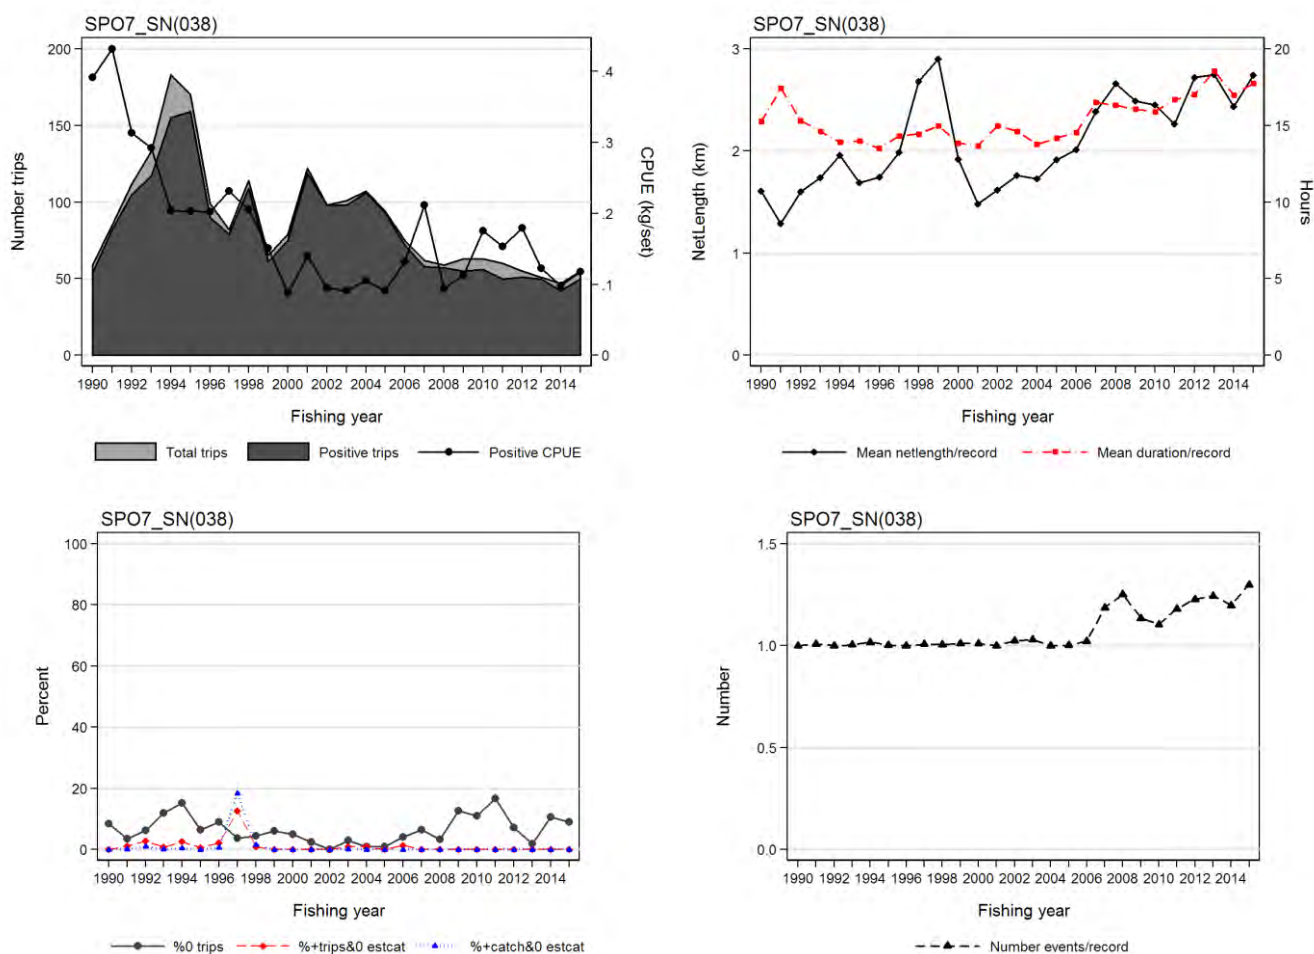 SPO7_SN(038)
200
150
100
50
0
Number trips
.4
.3
.2
.1
0
CPUE (kg/set)
1990 1992 1994 1996 1998 2000 2002 2004 2006 2008 2010 2012 2014
Fishing year
Total trips Positive trips Positive CPUE
SPO7_SN(038)
3
2
1
0
NetLength (km)
20
15
10
5
0
Hours
1990 1992 1994 1996 1998 2000 2002 2004 2006 2008 2010 2012 2014
Fishing year
Mean netlength/record Mean duration/record
SPO7_SN(038)
100
80
60
40
20
0
Percent
1990 1992 1994 1996 1998 2000 2002 2004 2006 2008 2010 2012 2014
Fishing year
%0 trips %+trips&0 estcat %+catch&0 estcat
SPO7_SN(038)
1.5
1.0
0.5
0.0
Number
1990 1992 1994 1996 1998 2000 2002 2004 2006 2008 2010 2012 2014
Fishing year
Number events/record